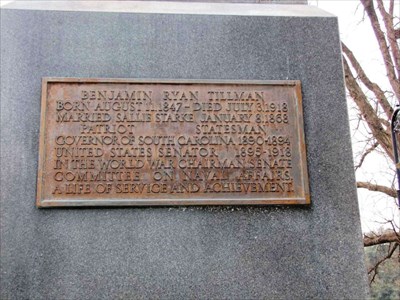 BENJAMIN RYAN TILLMAN
BORN AUGUST 11.1847-DIED JULY 3.1918
MARRIED SALLIE STARKE JANUARY 8.1868
PATRIOT STATESMAN
GOVERNOR OF SOUTH CAROLINA 1890-1894
UNITED STATES SENATOR 1895-1918
IN THE WORLD WAR CHAIRMAN SENATE
COMMITTEE ON NAVAL AFFAIRS.
A LIFE OF SERVICE AND ACHIEVEMENT.